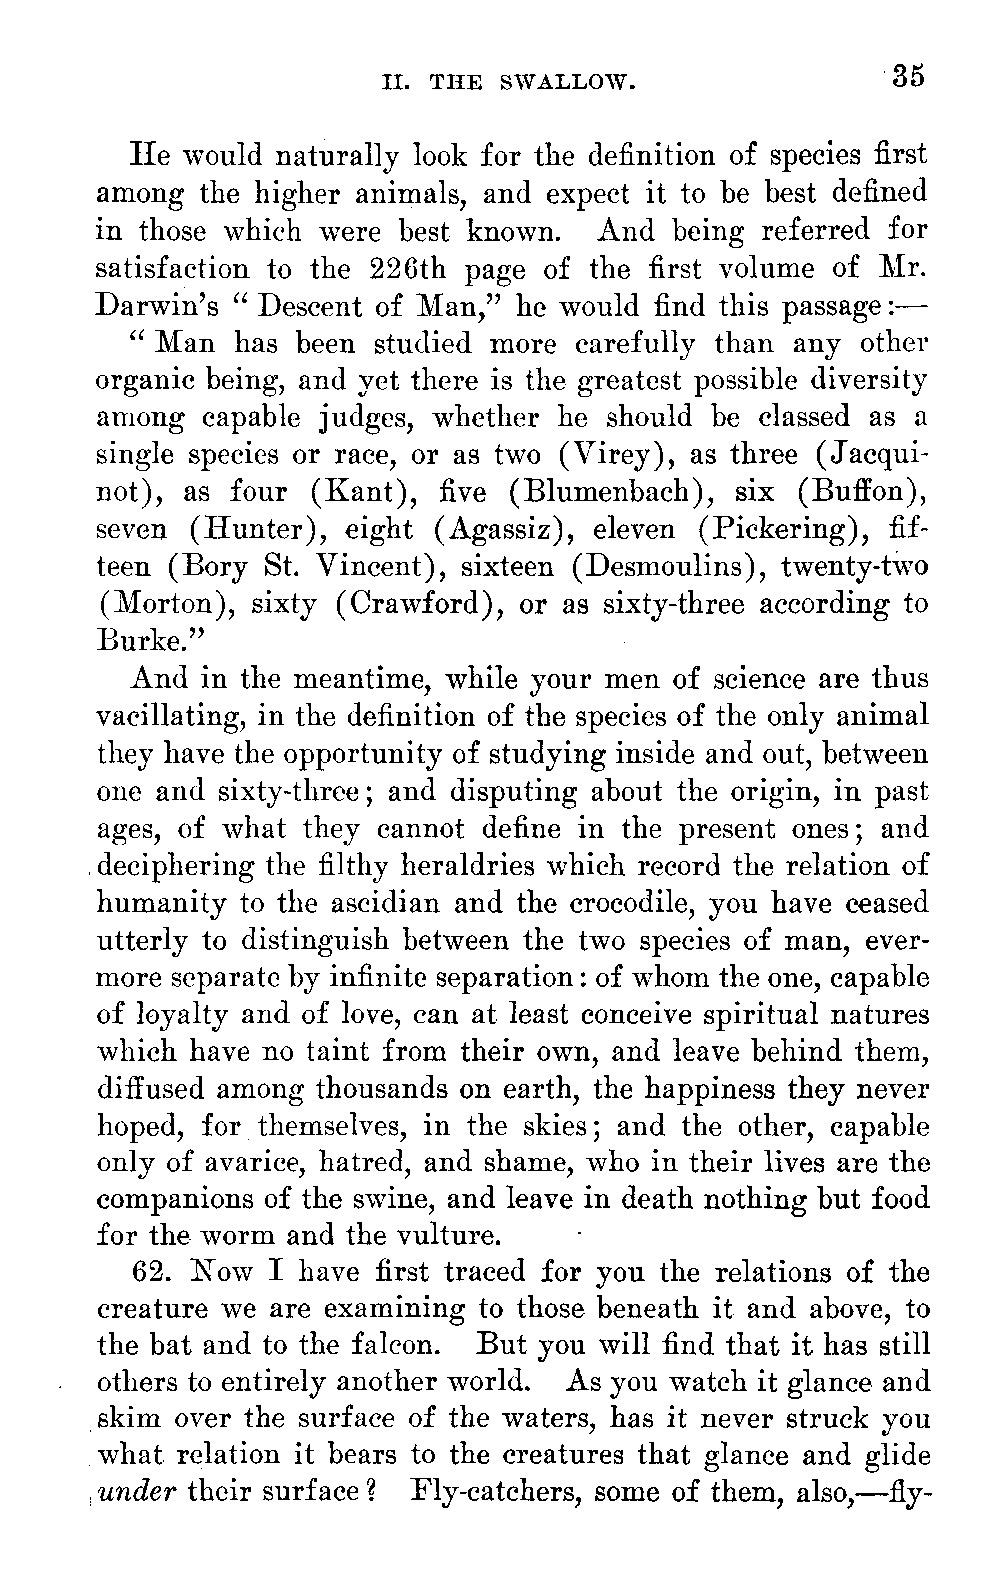 II. THE SWALLOW. 35
He would naturally look for the definition of species first
among the higher animals, and expect it to be best defined
in those which were best known. And being referred for
satisfaction to the 226th page of the first volume of Mr.
Darwin's “ Descent of Man,” he would find this passage:—
“ Man has been studied more carefully than any other
organic being, and yet there is the greatest possible diversity
among capable judges, whether he should be classed as a
single species or race, or as two (Virey), as three (Jacqui-
not), as four (Kant), five (Blumenbach), six (Buffon),
seven (Hunter), eight (Agassiz), eleven (Pickering), fif-
teen (Bory St. Vincent), sixteen (Desmoulins), twenty-two
(Morton), sixty (Crawford), or as sixty-three according to
Burke.”
And in the meantime, while your men of science are thus
vacillating, in the definition of the species of the only animal
they have the opportunity of studying inside and out, between
one and sixty-three; and disputing about the origin, in past
ages, of what they cannot define in the present ones; and
deciphering the filthy heraldries which record the relation of
humanity to the ascidian and the crocodile, you have ceased
utterly to distinguish between the two species of man, ever-
more separate by infinite separation: of whom the one, capable
of loyalty and of love, can at least conceive spiritual natures
which have no taint from their own, and leave behind them,
diffused among thousands on earth, the happiness they never
hoped, for themselves, in the skies; and the other, capable
only of avarice, hatred, and shame, who in their lives are the
companions of the swine, and leave in death nothing but food
for the worm and the vulture.
62. Now I have first traced for you the relations of the
creature we are examining to those beneath it and above, to
the bat and to the falcon. But you will find that it has still
others to entirely another world. As you watch it glance and
skim over the surface of the waters, has it never struck you
what relation it bears to the creatures that glance and glide
under their surface? Fly-catchers, some of them, also,—fly-